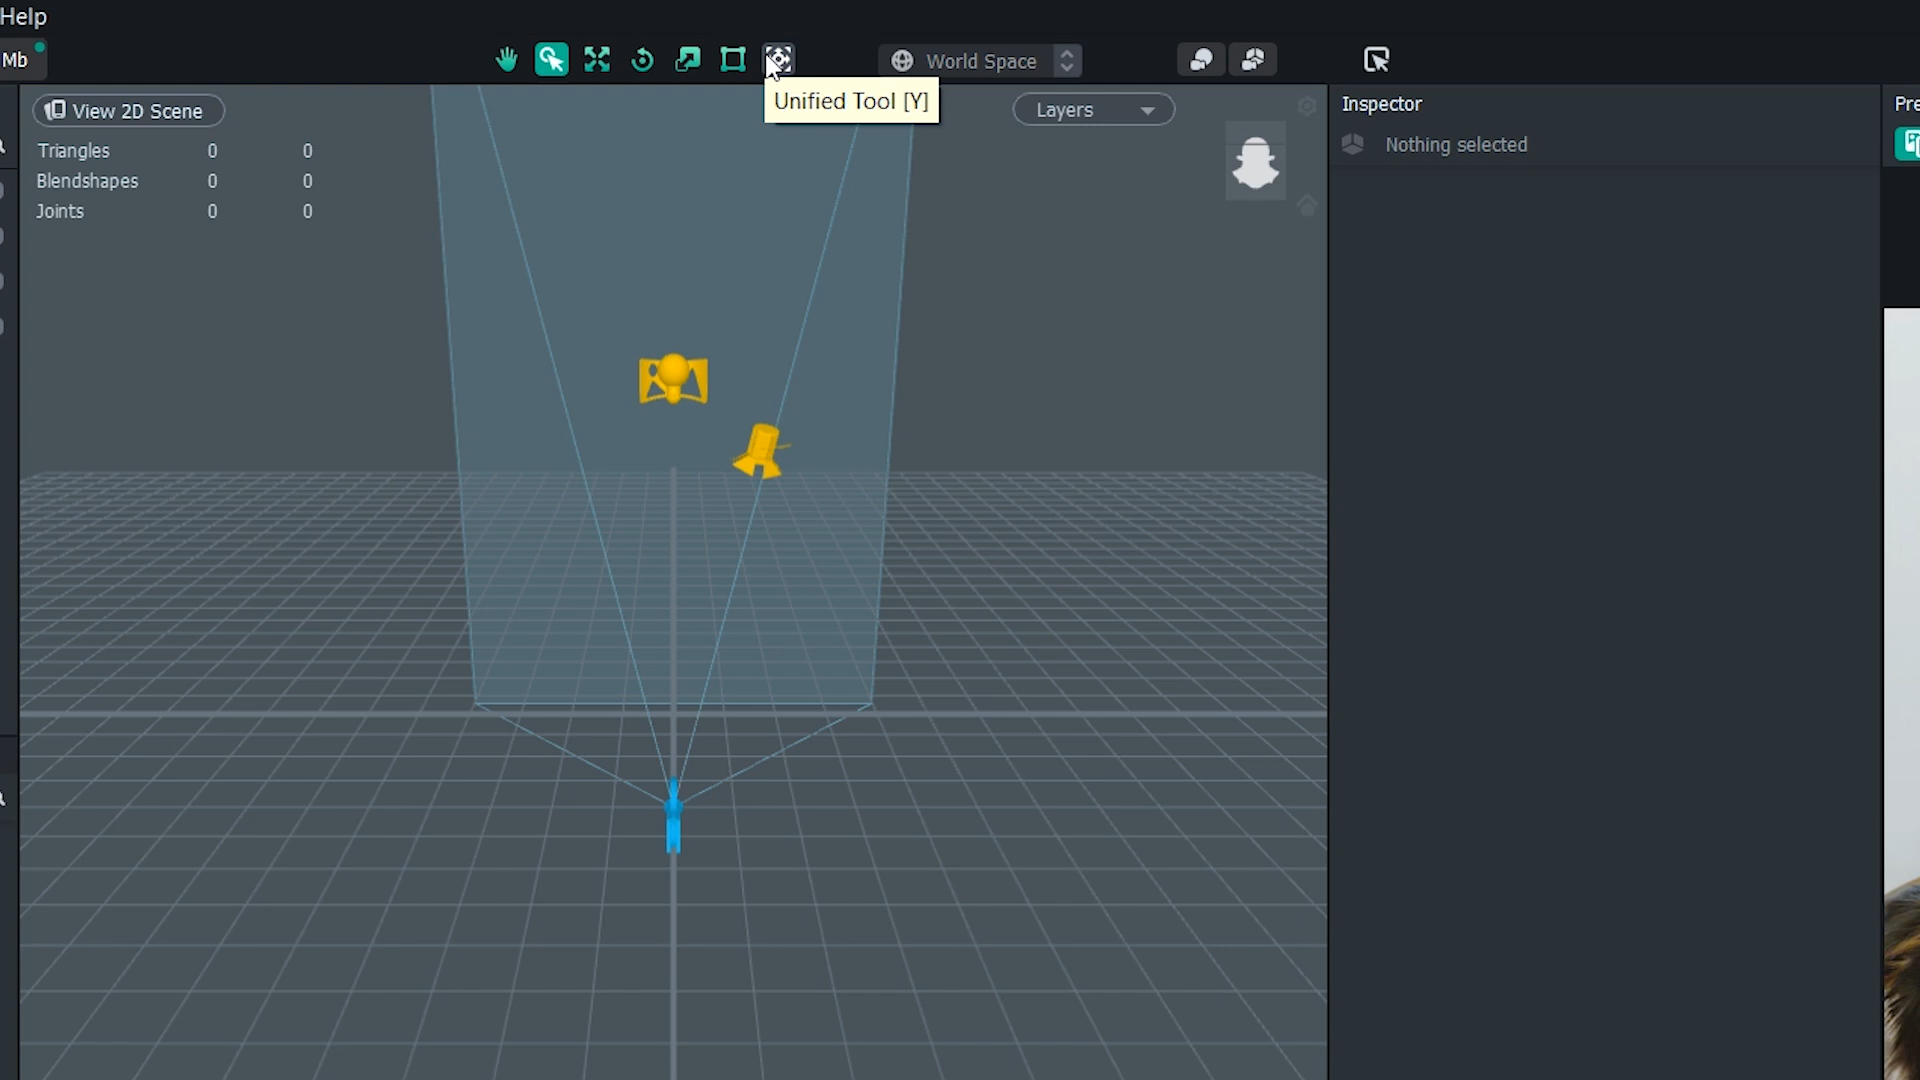 Help
Mb
World Space
Unified Tool [Y]
View 2D Scene
Layers
Inspector
Nothing selected
Triangles 0 0
Blendshapes 0 0
Joints 0 0
Pre